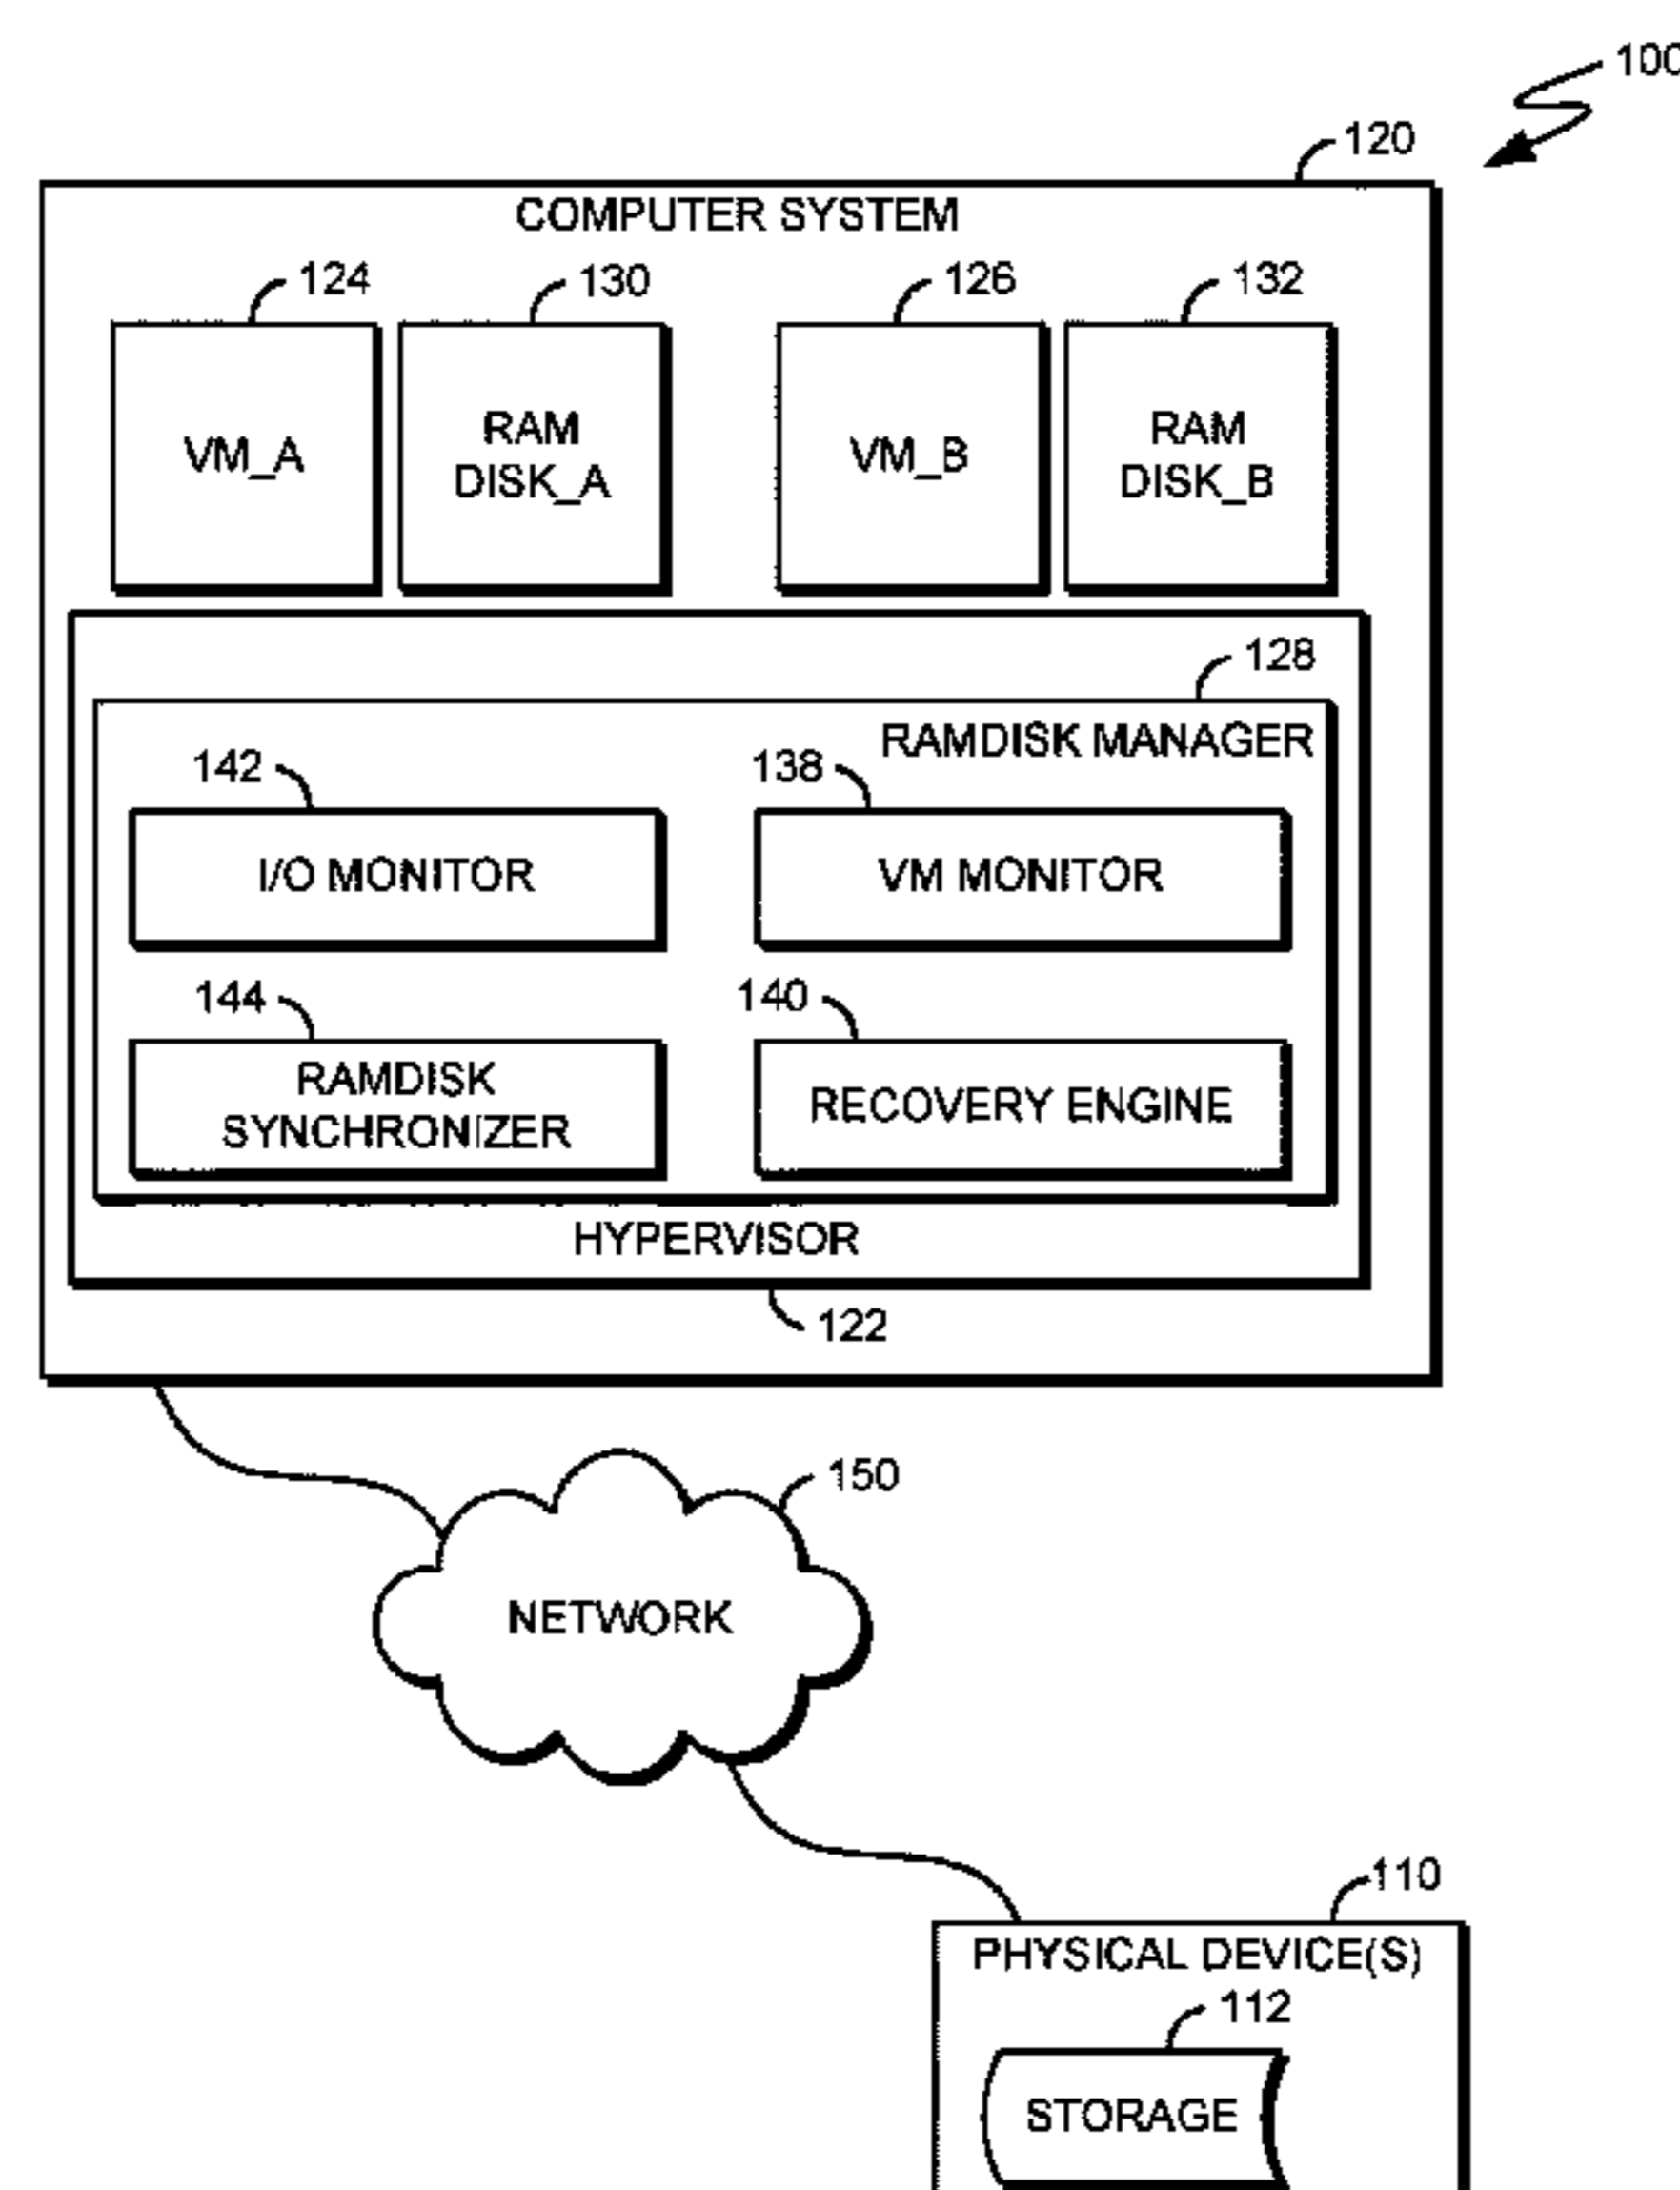 100
120
COMPUTER SYSTEM
124
130
126
132
VM_A
RAM
DISK_A
VM_B
RAM
DISK_B
128
RAMDISK MANAGER
142
138
I/O MONITOR
VM MONITOR
144
140
RAMDISK
SYNCHRONIZER
RECOVERY ENGINE
HYPERVISOR
122
150
NETWORK
110
PHYSICAL DEVICE(S)
112
STORAGE